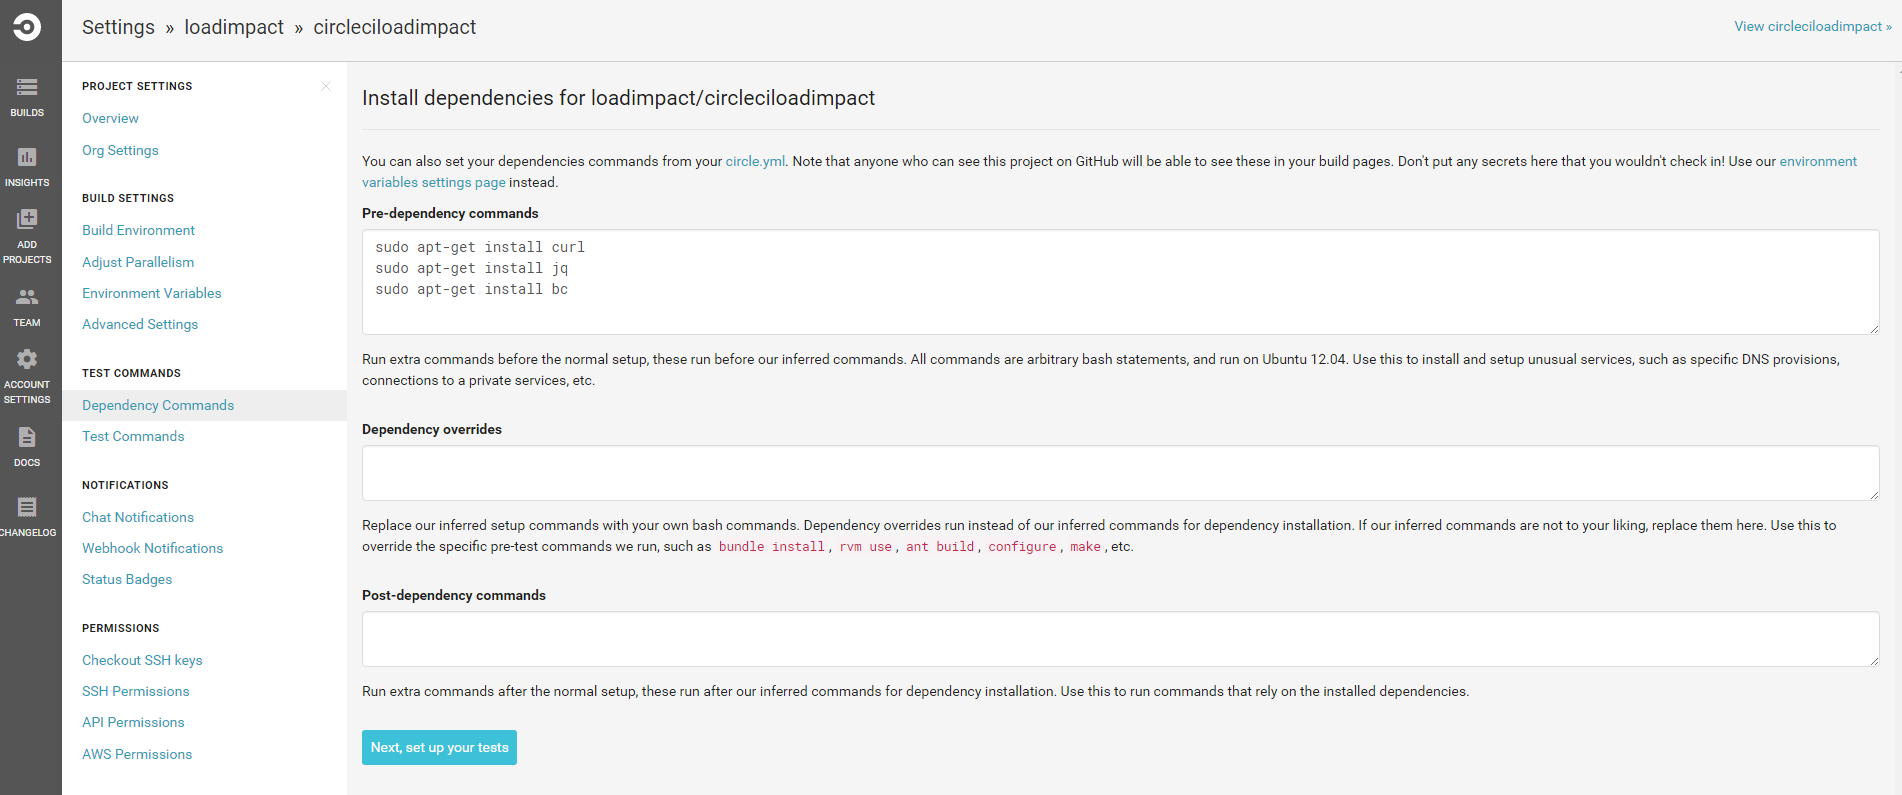 Settings » loadimpact » circleciloadimpact
View circleciloadimpact »
BUILDS
INSIGHTS
ADD
PROJECTS
TEAM
ACCOUNT
SETTINGS
DOCS
CHANGELOG
PROJECT SETTINGS
Overview
Org Settings
BUILD SETTINGS
Build Environment
Adjust Parallelism
Environment Variables
Advanced Settings
TEST COMMANDS
Dependency Commands
Test Commands
NOTIFICATIONS
Chat Notifications
Webhook Notifications
Status Badges
PERMISSIONS
Checkout SSH keys
SSH Permissions
API Permissions
AWS Permissions
Install dependencies for loadimpact/circleciloadimpact
You can also set your dependencies commands from your circle.yml. Note that anyone who can see this project on GitHub will be able to see these in your build pages. Don't put any secrets here that you wouldn't check in! Use our environment
variables settings page instead.
Pre-dependency commands
sudo apt-get install curl
sudo apt-get install jq
sudo apt-get install bc
Run extra commands before the normal setup, these run before our inferred commands. All commands are arbitrary bash statements, and run on Ubuntu 12.04. Use this to install and setup unusual services, such as specific DNS provisions,
connections to a private services, etc.
Dependency overrides
Replace our inferred setup commands with your own bash commands. Dependency overrides run instead of our inferred commands for dependency installation. If our inferred commands are not to your liking, replace them here. Use this to
override the specific pre-test commands we run, such as bundle install, rvm use, ant build, configure, make, etc.
Post-dependency commands
Run extra commands after the normal setup, these run after our inferred commands for dependency installation. Use this to run commands that rely on the installed dependencies.
Next, set up your tests